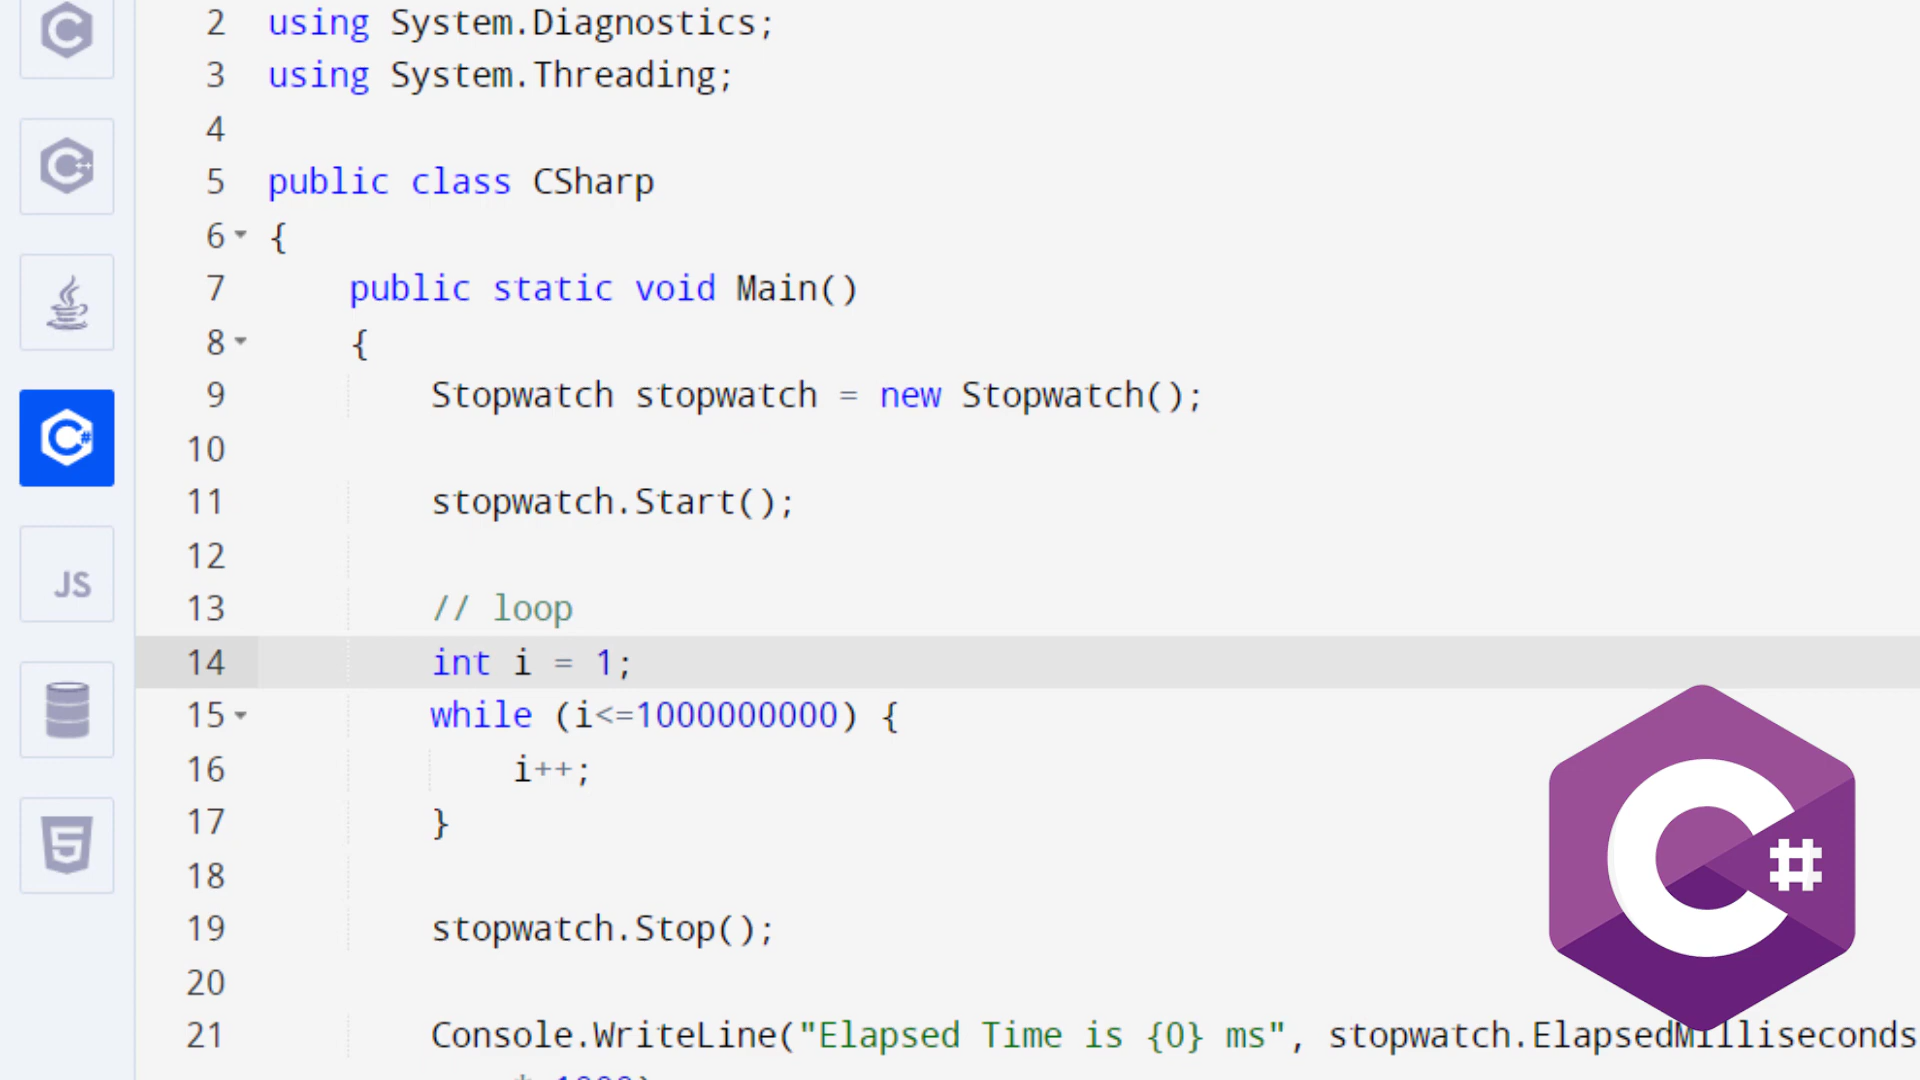 2 using System.Diagnostics;
3 using System.Threading;
4
5 public class CSharp
6 {
7 public static void Main()
8 {
9 Stopwatch stopwatch = new Stopwatch();
10
11 stopwatch.Start();
12
13 // loop
14 int i = 1;
15 while (i<=1000000000) {
16 i++;
17 }
18
19 stopwatch.Stop();
20
21 Console.WriteLine("Elapsed Time is {0} ms", stopwatch.ElapsedMilliseconds
C
C++
C#
JS
5
C#